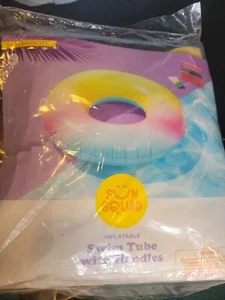 SUN
SQUAD
INFLATABLE
Swim Tube
with Handles